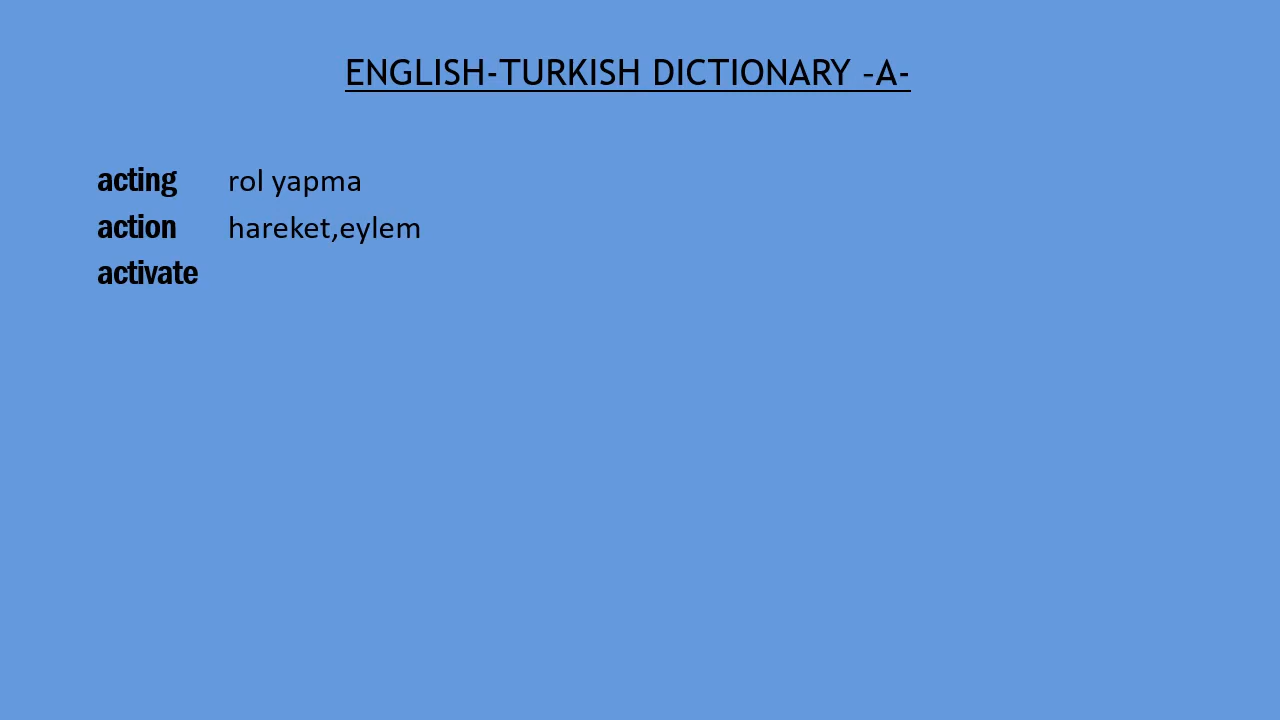 ENGLISH-TURKISH DICTIONARY –A-
acting rol yapma
action hareket,eylem
activate